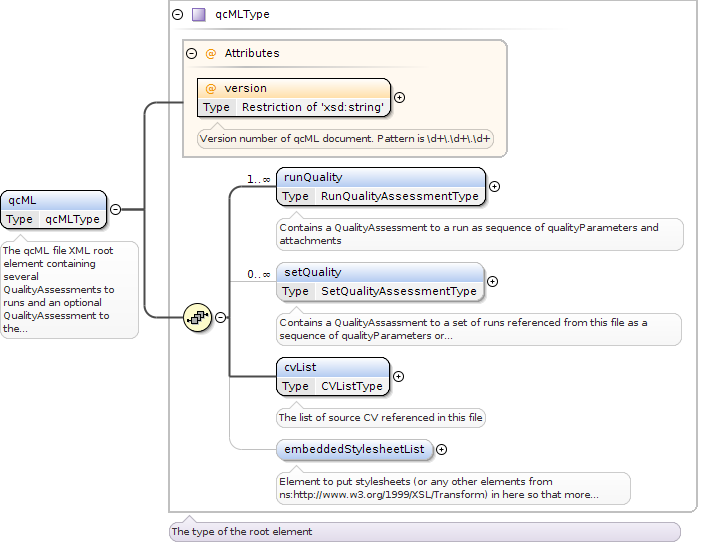 qcMLType
@ Attributes
@ version
Type Restriction of 'xsd:string'
Version number of qcML document. Pattern is \d+\.\d+\.\d+
qcML
Type qcMLType
The qcML file XML root
element containing
several
QualityAssessments to
runs and an optional
QualityAssessment to
the...
1..∞
runQuality
Type RunQualityAssessmentType
Contains a QualityAssessment to a run as sequence of qualityParameters and
attachments
0..∞
setQuality
Type SetQualityAssessmentType
Contains a QualityAssassment to a set of runs referenced from this file as a
sequence of qualityParameters or...
cvList
Type CVListType
The list of source CV referenced in this file
embeddedStylesheetList
Element to put stylesheets (or any other elements from
ns:http://www.w3.org/1999/XSL/Transform) in here so that more...
The type of the root element